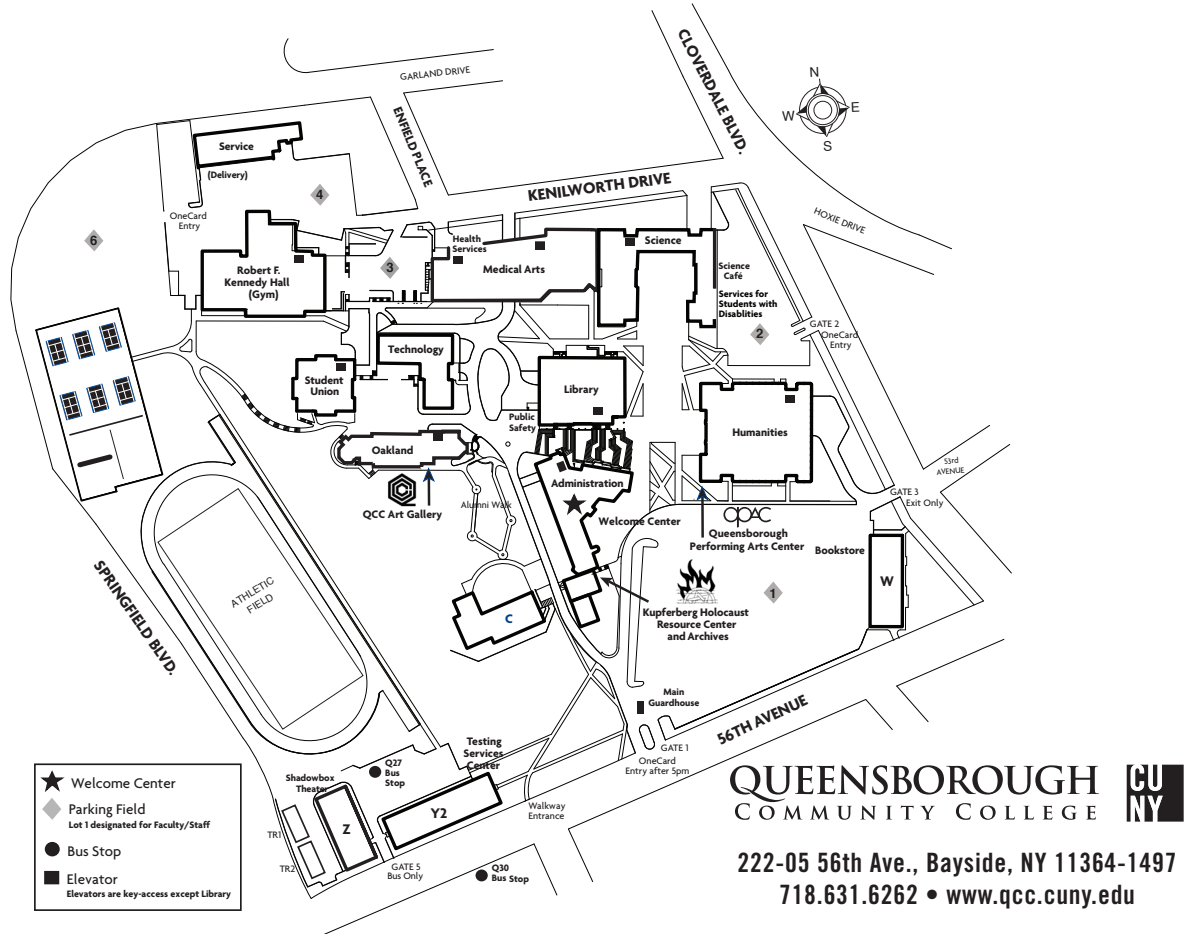 GARLAND DRIVE
CLOVERDALE BLVD.
ENFIELD PLACE
N
W
E
S
Service
(Delivery)
4
KENILWORTH DRIVE
HOXIE DRIVE
OneCard
Entry
6
Health
Services
Science
3
Medical Arts
Robert F.
Kennedy Hall
(Gym)
Science
Café
Services for
Students with
Disablities
2
GATE 2
OneCard
Entry
Technology
Student
Union
Library
Public
Safety
Humanities
Oakland
53rd
AVENUE
Administration
GATE 3
Exit Only
QCC Art Gallery
Alumni Walk
Welcome Center
QPAC
Queensborough
Performing Arts Center
Bookstore
W
ATHLETIC
FIELD
SPRINGFIELD BLVD.
1
C
Kupferberg Holocaust
Resource Center
and Archives
Main
Guardhouse
56TH AVENUE
GATE 1
OneCard
Entry after 5pm
Testing
Services
Center
Q27
Bus
Stop
Shadowbox
Theater
Walkway
Entrance
Y2
Z
TR1
TR2
GATE 5
Bus Only
Q30
Bus Stop
Welcome Center
Parking Field
Lot 1 designated for Faculty/Staff
Bus Stop
Elevator
Elevators are key-access except Library
QUEENSBOROUGH
COMMUNITY COLLEGE
CU
NY
222-05 56th Ave., Bayside, NY 11364-1497
718.631.6262 • www.qcc.cuny.edu